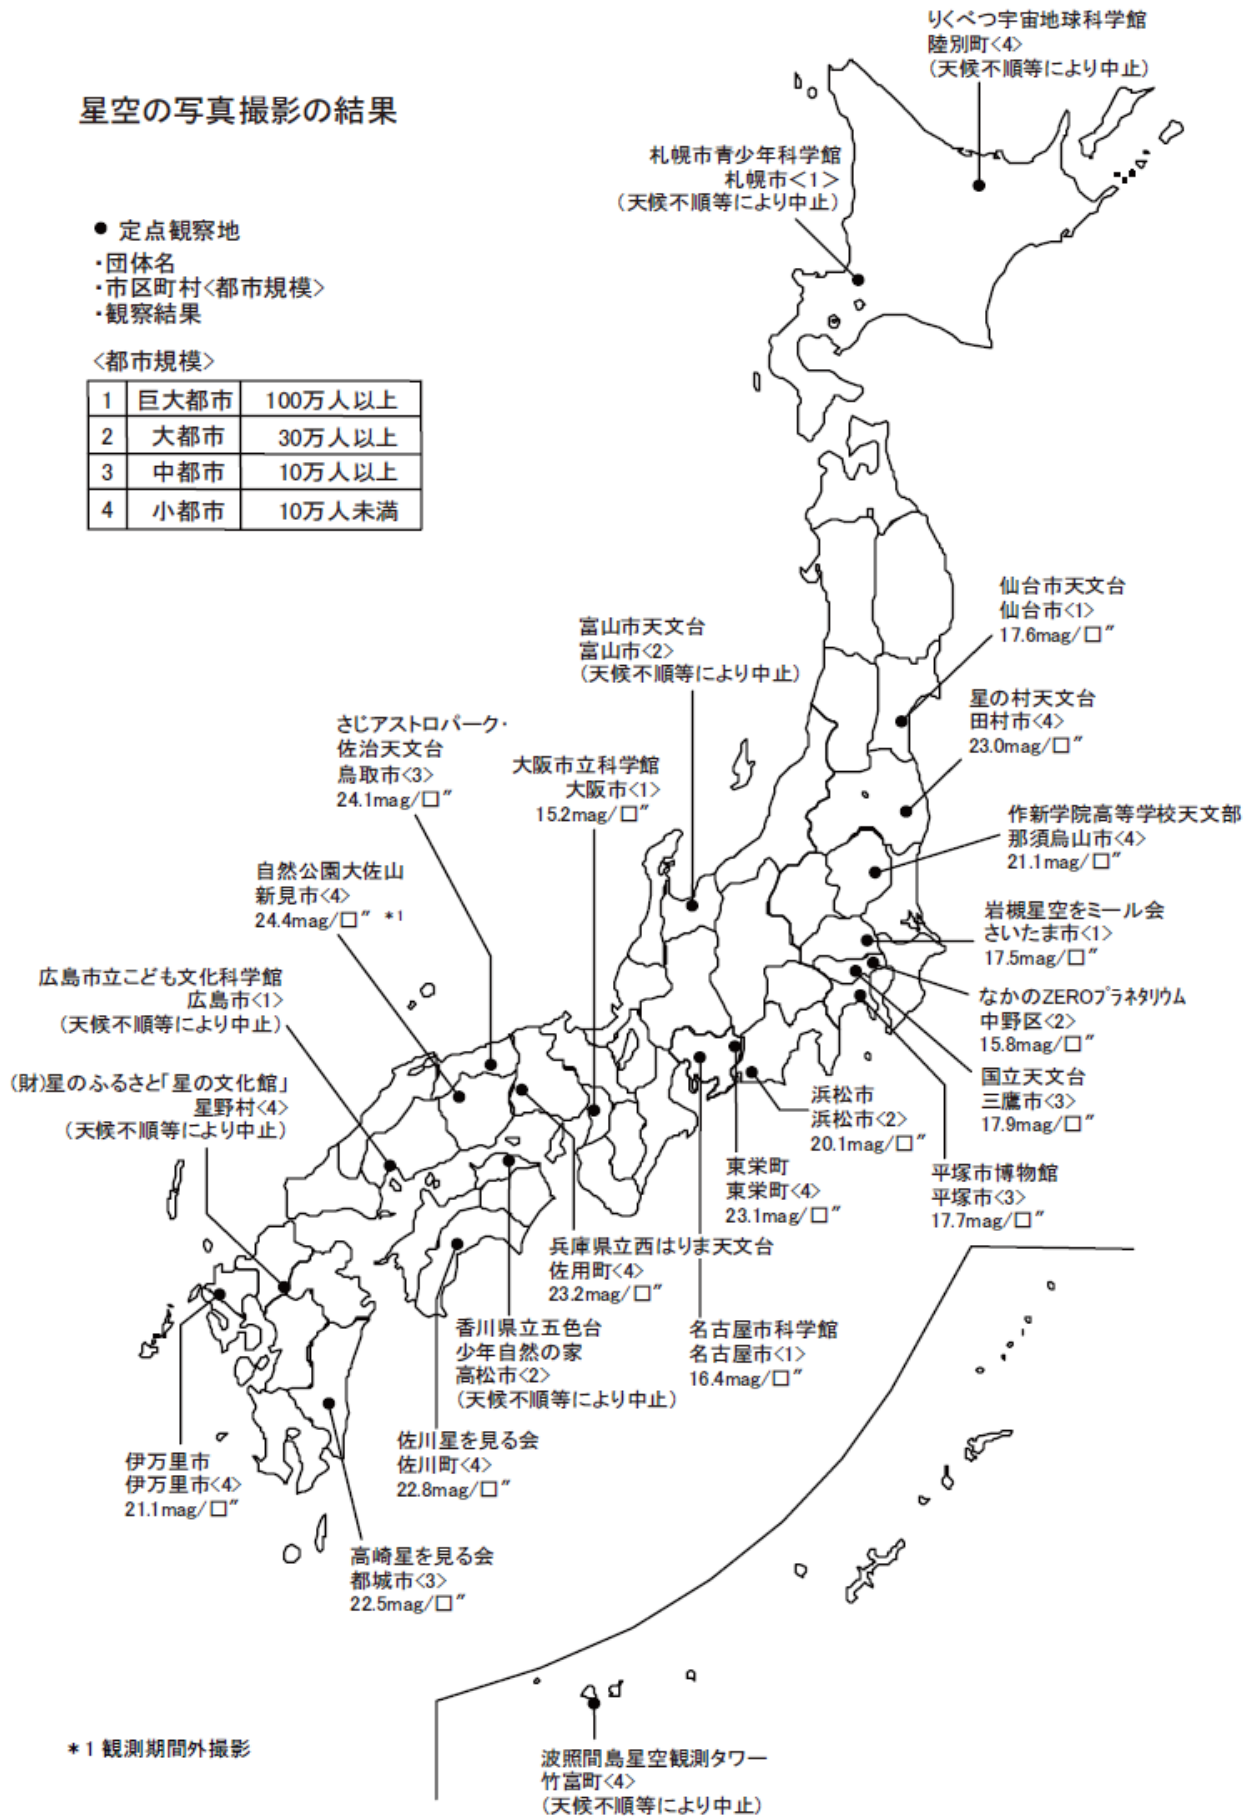 りくべつ宇宙地球科学館
陸別町<4>
(天候不順等により中止)
星空の写真撮影の結果
札幌市青少年科学館
札幌市<1>
(天候不順等により中止)
● 定点観察地
・団体名
・市区町村<都市規模>
・観察結果
<都市規模>
1 巨大都市 100万人以上
2 大都市 30万人以上
3 中都市 10万人以上
4 小都市 10万人未満
仙台市天文台
仙台市<1>
17.6mag/□″
富山市天文台
富山市<2>
(天候不順等により中止)
星の村天文台
田村市<4>
23.0mag/□″
さじアストロパーク・
佐治天文台
鳥取市<3>
24.1mag/□″
大阪市立科学館
大阪市<1>
15.2mag/□″
作新学院高等学校天文部
那須烏山市<4>
21.1mag/□″
自然公園大佐山
新見市<4>
24.4mag/□″ *1
岩槻星空をミール会
さいたま市<1>
17.5mag/□″
広島市立こども文化科学館
広島市<1>
(天候不順等により中止)
なかのZEROプラネタリウム
中野区<2>
15.8mag/□″
(財)星のふるさと「星の文化館」
星野村<4>
(天候不順等により中止)
国立天文台
三鷹市<3>
17.9mag/□″
浜松市
浜松市<2>
20.1mag/□″
東栄町
東栄町<4>
23.1mag/□″
平塚市博物館
平塚市<3>
17.7mag/□″
兵庫県立西はりま天文台
佐用町<4>
23.2mag/□″
香川県立五色台
少年自然の家
高松市<2>
(天候不順等により中止)
名古屋市科学館
名古屋市<1>
16.4mag/□″
佐川星を見る会
佐川町<4>
22.8mag/□″
伊万里市
伊万里市<4>
21.1mag/□″
高崎星を見る会
都城市<3>
22.5mag/□″
*1 観測期間外撮影
波照間島星空観測タワー
竹富町<4>
(天候不順等により中止)